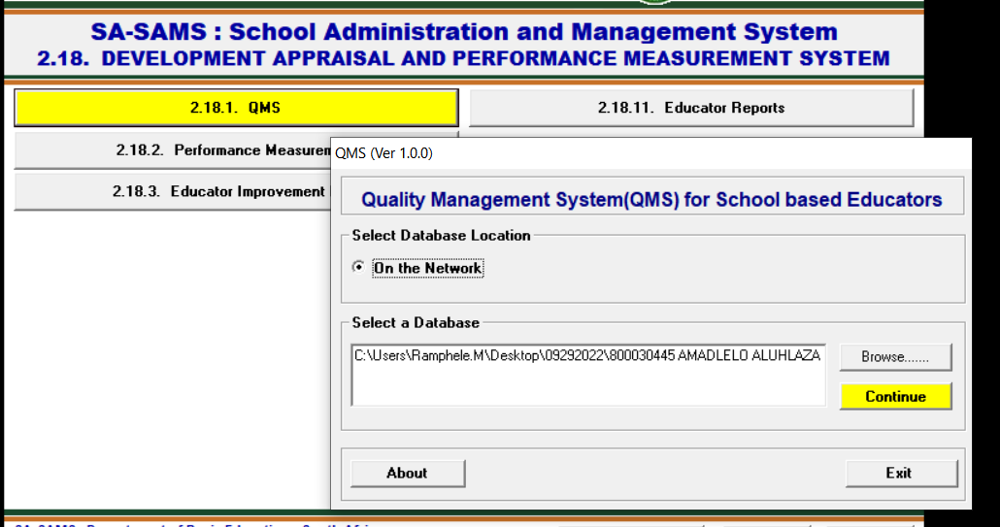 SA-SAMS : School Administration and Management System
2.18. DEVELOPMENT APPRAISAL AND PERFORMANCE MEASUREMENT SYSTEM
2.18.1. QMS
2.18.11. Educator Reports
2.18.2. Performance
2.18.3. Educator Improvement
QMS (Ver 1.0.0)
Quality Management System(QMS) for School based Educators
Select Database Location
On the Network
Select a Database
C:\Users\Ramphele.M\Desktop\09292022\800030445 AMADLELO ALUHLAZA
Browse.......
Continue
About
Exit